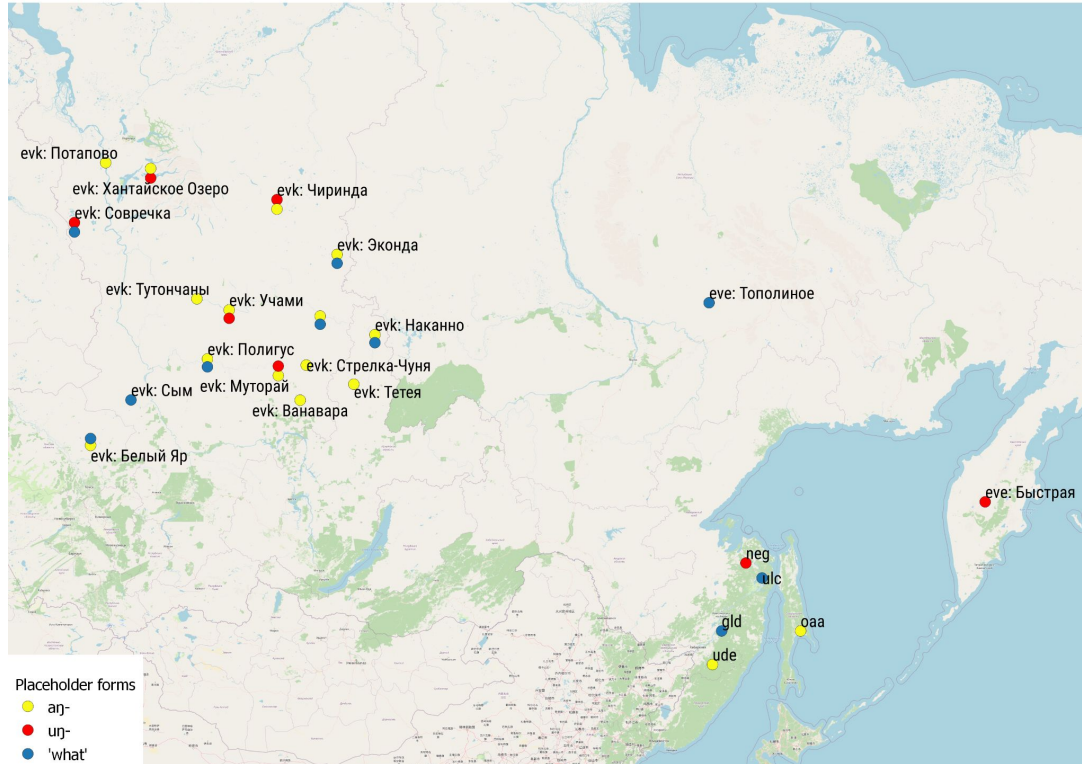 evk: Потапово
evk: Хантайское Озеро
evk: Чиринда
evk: Совречка
evk: Эконда
evk: Тутончаны
evk: Учами
eve: Тополиное
evk: Наканно
evk: Полигус
evk: Стрелка-Чуня
evk: Муторай
evk: Тетея
evk: Сым
evk: Ванавара
evk: Белый Яр
eve: Быстрая
neg
ulc
gld
oaa
ude
Placeholder forms
aŋ-
uŋ-
'what'